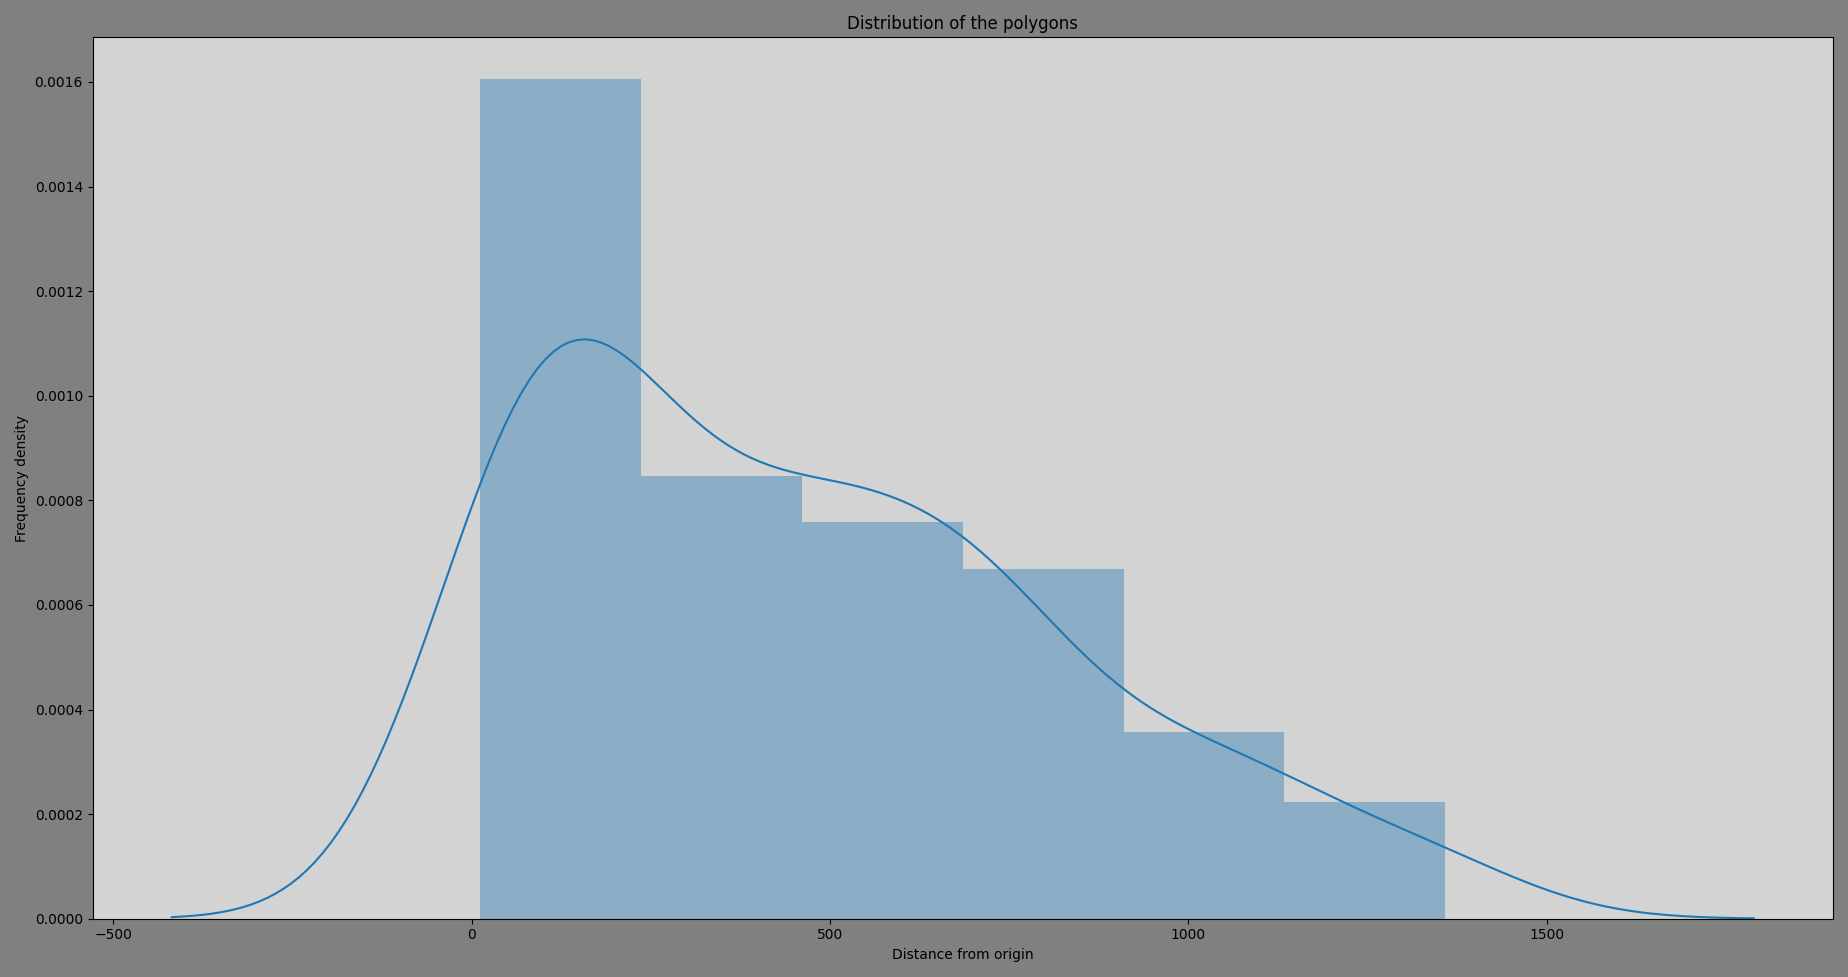 Distribution of the polygons
0.0016
0.0014
0.0012
0.0010
0.0008
0.0006
0.0004
0.0002
0.0000
Frequency density
−500 0 500 1000 1500
Distance from origin